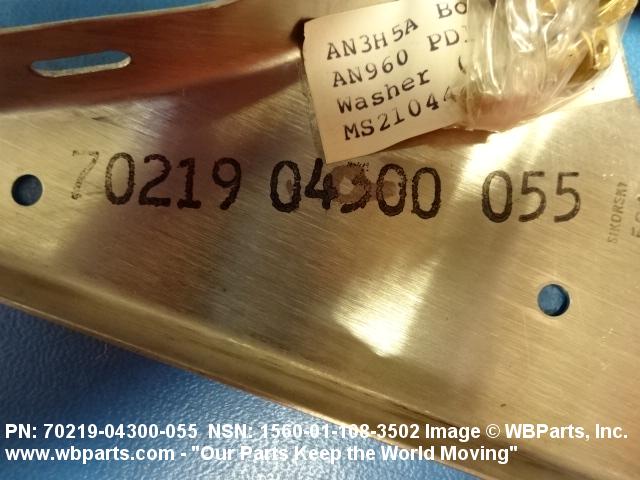 AN3H5A Bo
AN960 PD
Washer (
MS21044
70219 04300 055
SIKORSKY
PN: 70219-04300-055 NSN: 1560-01-108-3502 Image © WBParts, Inc.
www.wbparts.com - "Our Parts Keep the World Moving"